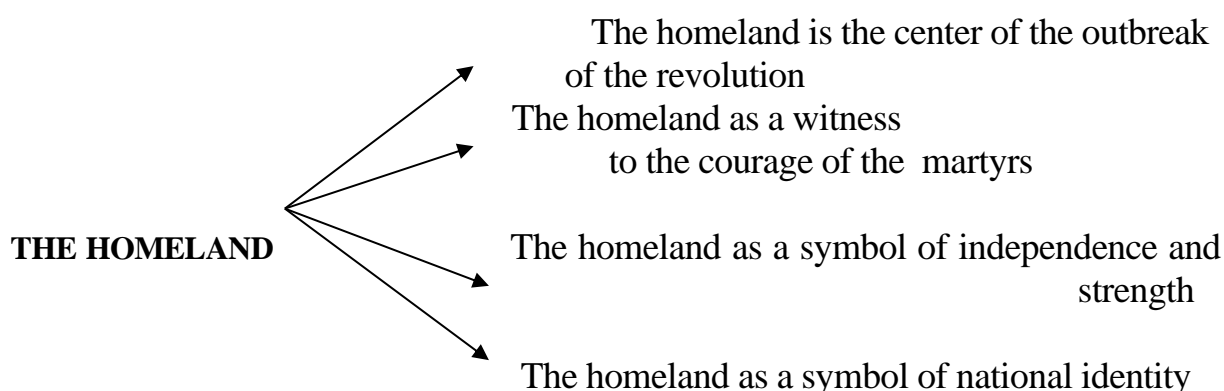 The homeland is the center of the outbreak
of the revolution
The homeland as a witness
to the courage of the martyrs
THE HOMELAND
The homeland as a symbol of independence and
strength
The homeland as a symbol of national identity